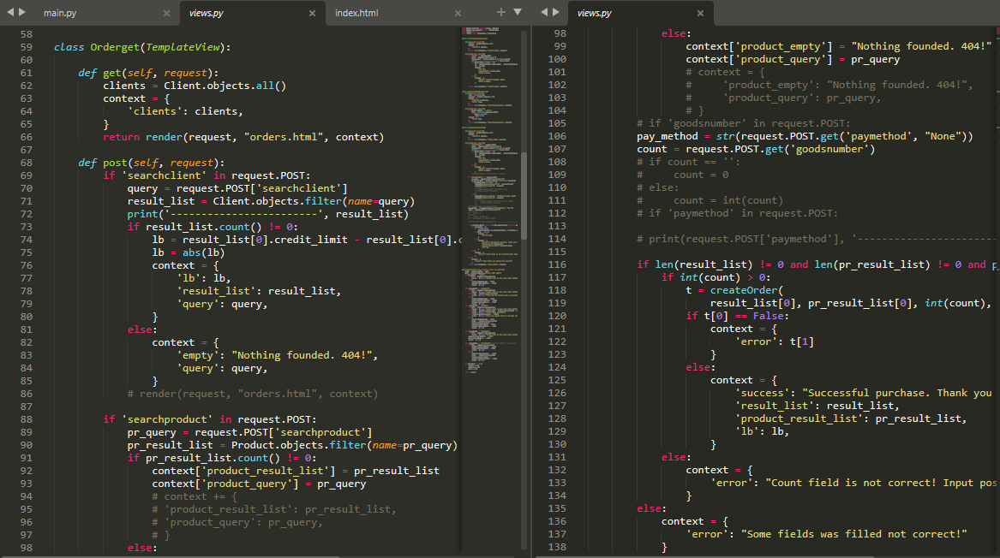 main.py × views.py × index.html × + views.py ×
58
59 class Orderget(TemplateView):
60
61     def get(self, request):
62         clients = Client.objects.all()
63         context = {
64             'clients': clients,
65         }
66         return render(request, "orders.html", context)
67
68     def post(self, request):
69         if 'searchclient' in request.POST:
70             query = request.POST['searchclient']
71             result_list = Client.objects.filter(name=query)
72             print('------------------------', result_list)
73             if result_list.count() != 0:
74                 lb = result_list[0].credit_limit - result_list[0].c
75                 lb = abs(lb)
76                 context = {
77                     'lb': lb,
78                     'result_list': result_list,
79                     'query': query,
80                 }
81             else:
82                 context = {
83                     'empty': "Nothing founded. 404!",
84                     'query': query,
85                 }
86             # render(request, "orders.html", context)
87
88         if 'searchproduct' in request.POST:
89             pr_query = request.POST['searchproduct']
90             pr_result_list = Product.objects.filter(name=pr_query)
91             if pr_result_list.count() != 0:
92                 context['product_result_list'] = pr_result_list
93                 context['product_query'] = pr_query
94                 # context += {
95                 # 'product_result_list': pr_result_list,
96                 # 'product_query': pr_query,
97                 # }
98             else:
98             else:
99                 context['product_empty'] = "Nothing founded. 404!"
100                 context['product_query'] = pr_query
101                 # context = {
102                 #     'product_empty': "Nothing founded. 404!",
103                 #     'product_query': pr_query,
104                 # }
105         # if 'goodsnumber' in request.POST:
106         pay_method = str(request.POST.get('paymethod', "None"))
107         count = request.POST.get('goodsnumber')
108         # if count == '':
109         #     count = 0
110         # else:
111         #     count = int(count)
112         # if 'paymethod' in request.POST:
113
114         # print(request.POST['paymethod'], '-----------------------
115
116         if len(result_list) != 0 and len(pr_result_list) != 0 and p
117             if int(count) > 0:
118                 t = createOrder(
119                     result_list[0], pr_result_list[0], int(count),
120                 if t[0] == False:
121                     context = {
122                         'error': t[1]
123                     }
124                 else:
125                     context = {
126                         'success': "Successful purchase. Thank you
127                         'result_list': result_list,
128                         'product_result_list': pr_result_list,
129                         'lb': lb,
130                     }
131             else:
132                 context = {
133                     'error': "Count field is not correct! Input pos
134                 }
135         else:
136             context = {
137                 'error': "Some fields was filled not correct!"
138             }